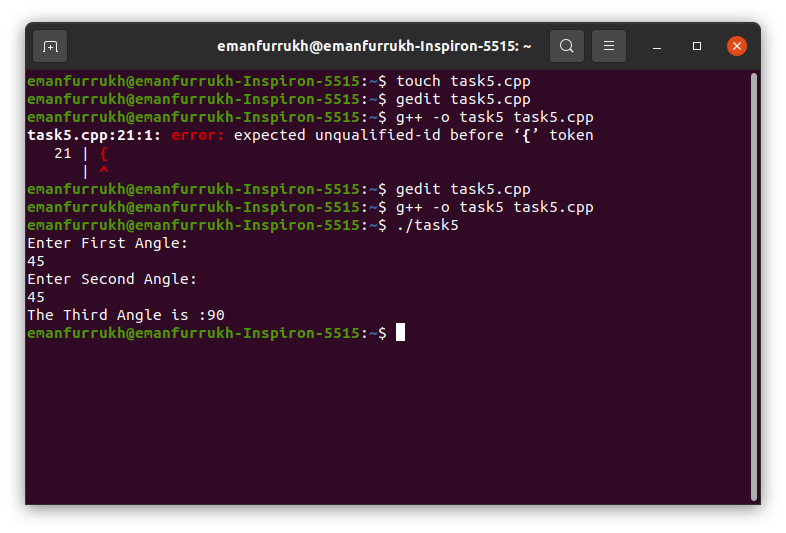 emanfurrukh@emanfurrukh-Inspiron-5515: ~
emanfurrukh@emanfurrukh-Inspiron-5515:~$ touch task5.cpp
emanfurrukh@emanfurrukh-Inspiron-5515:~$ gedit task5.cpp
emanfurrukh@emanfurrukh-Inspiron-5515:~$ g++ -o task5 task5.cpp
task5.cpp:21:1: error: expected unqualified-id before ‘{’ token
   21 | {
      | ^
emanfurrukh@emanfurrukh-Inspiron-5515:~$ gedit task5.cpp
emanfurrukh@emanfurrukh-Inspiron-5515:~$ g++ -o task5 task5.cpp
emanfurrukh@emanfurrukh-Inspiron-5515:~$ ./task5
Enter First Angle:
45
Enter Second Angle:
45
The Third Angle is :90
emanfurrukh@emanfurrukh-Inspiron-5515:~$